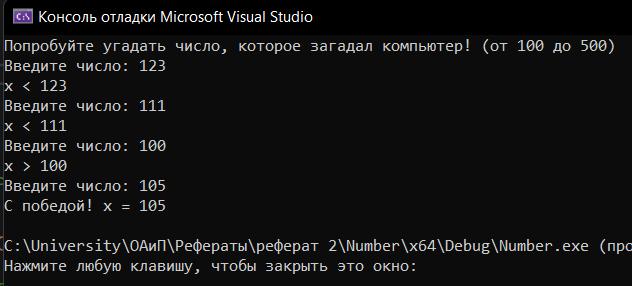 Консоль отладки Microsoft Visual Studio
Попробуйте угадать число, которое загадал компьютер! (от 100 до 500)
Введите число: 123
x < 123
Введите число: 111
x < 111
Введите число: 100
x > 100
Введите число: 105
С победой! x = 105
C:\University\ОАиП\Рефераты\реферат 2\Number\x64\Debug\Number.exe (про
Нажмите любую клавишу, чтобы закрыть это окно: